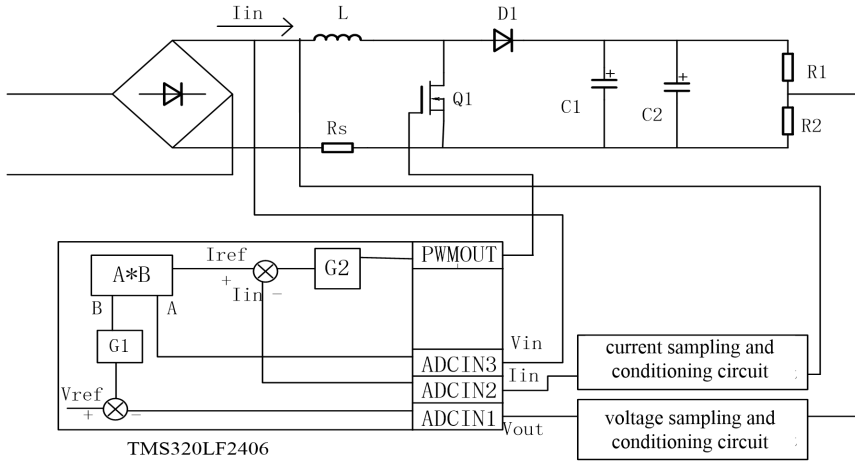 Iin
L
D1
Q1
C1
C2
R1
R2
Rs
A*B
Iref
+
Iin
-
G2
PWMOUT
B
A
G1
Vref
+
-
Vin
ADCIN3
Iin
ADCIN2
ADCIN1
Vout
current sampling and
conditioning circuit
voltage sampling and
conditioning circuit
TMS320LF2406